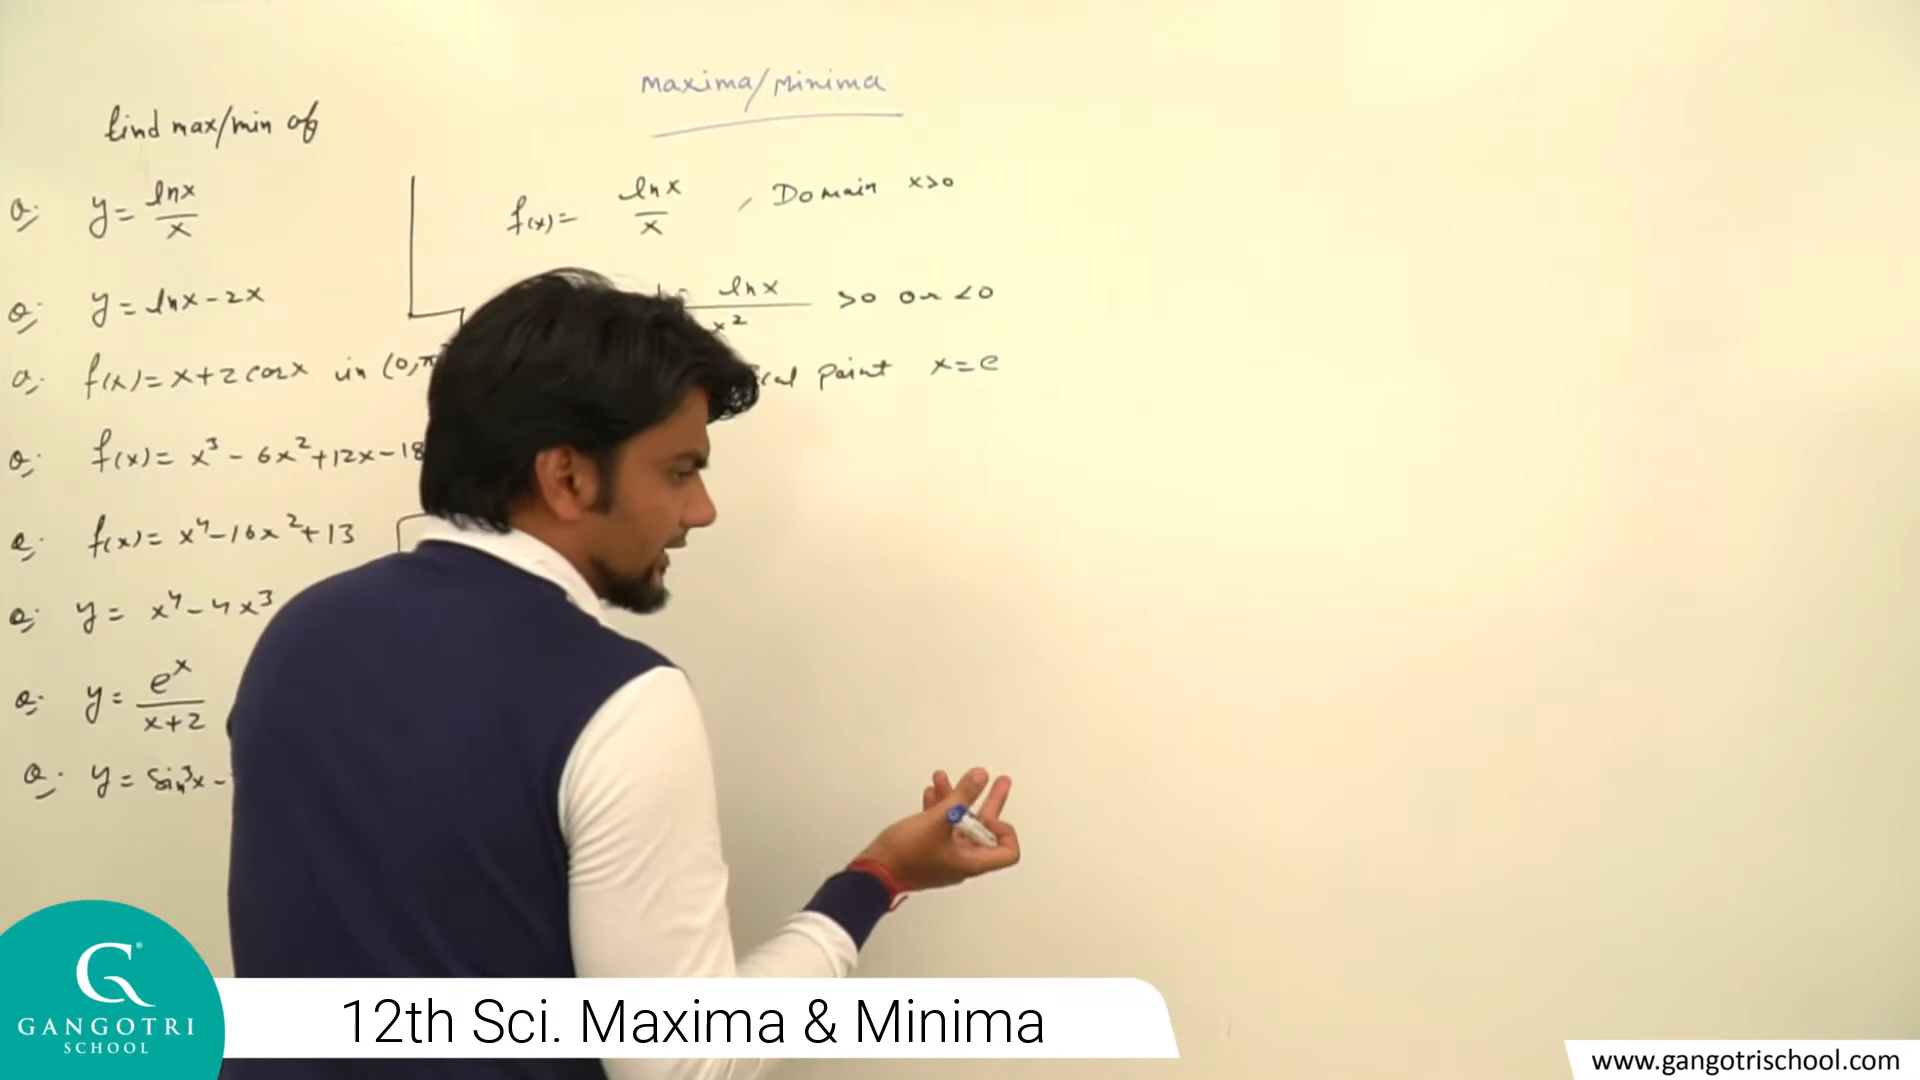 Maxima/Minima
find max/min of
Q: y = lnx/x
f(x) = lnx/x , Domain x>0
Q: y = lnx - 2x
lnx/x² >0 or <0
Q: f(x) = x + 2cosx in (0,π
point x = e
Q: f(x) = x³ - 6x² + 12x - 18
Q: f(x) = x⁴ - 16x² + 13
Q: y = x⁴ - 4x³
Q: y = eˣ/x+2
Q: y = sin³x -
GANGOTRI
SCHOOL
12th Sci. Maxima & Minima
www.gangotrischool.com